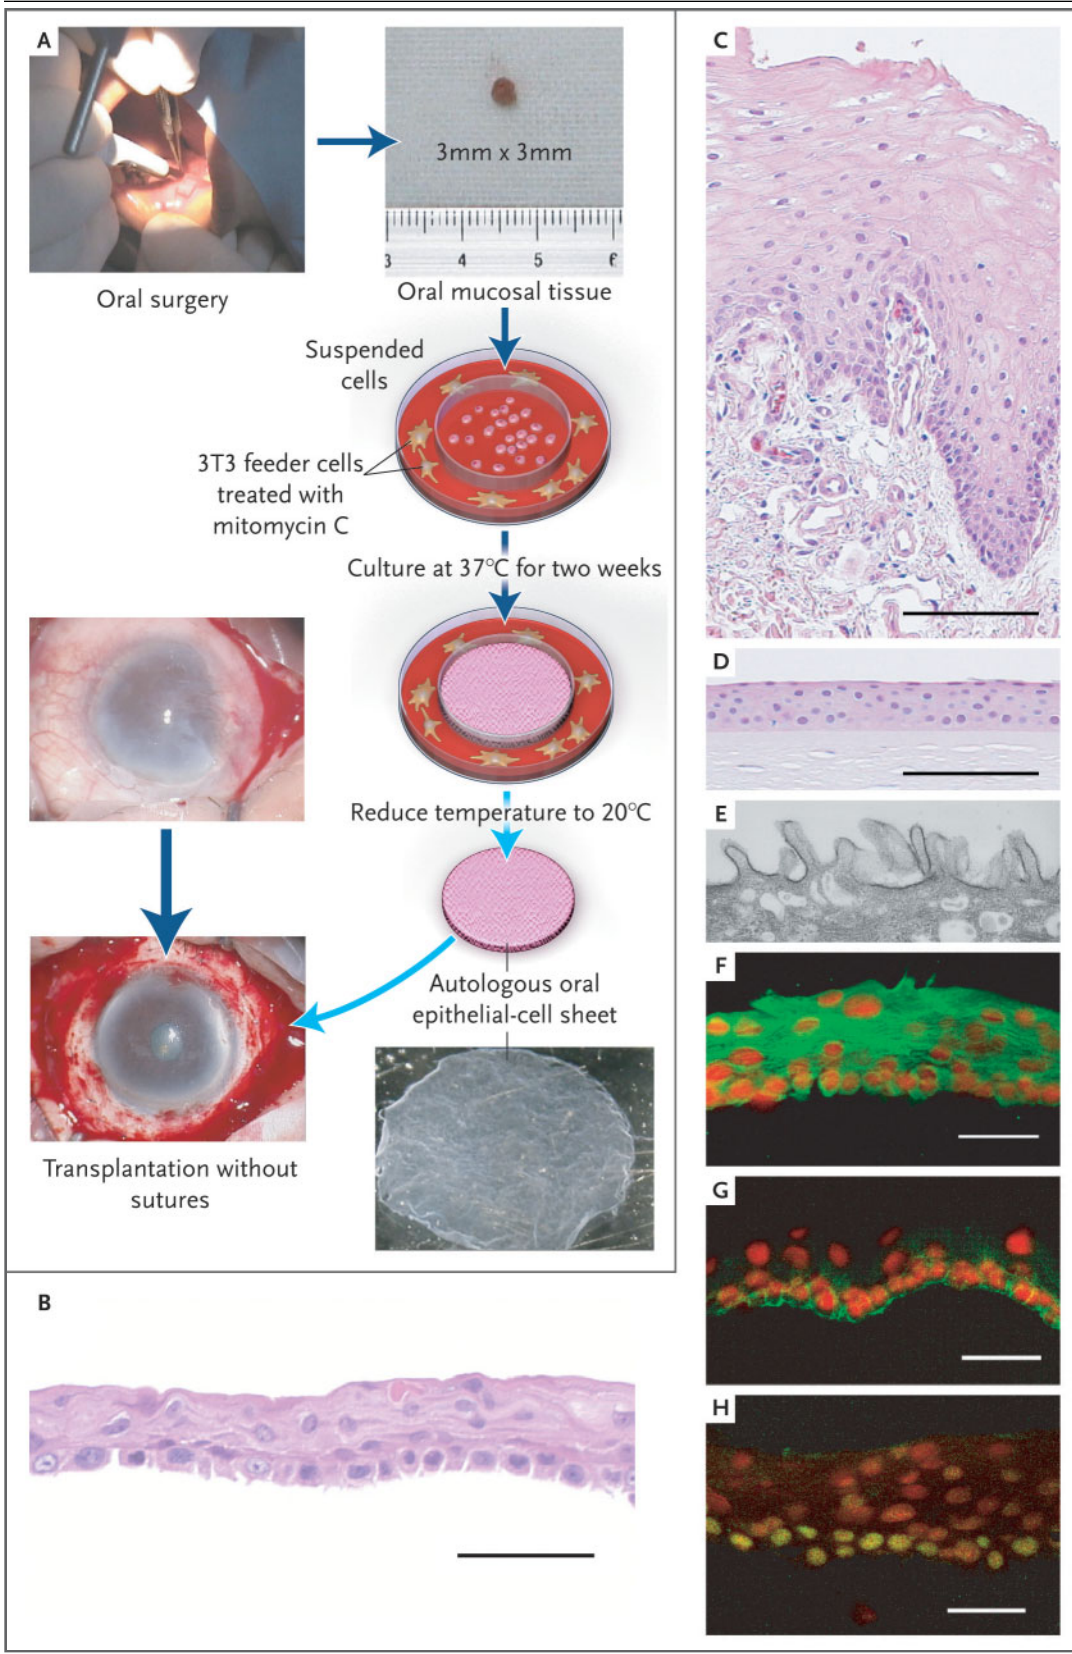 A
3mm x 3mm
3 4 5 6
Oral surgery
Oral mucosal tissue
Suspended
cells
3T3 feeder cells
treated with
mitomycin C
Culture at 37°C for two weeks
Reduce temperature to 20°C
Autologous oral
epithelial-cell sheet
Transplantation without
sutures
B
C
D
E
F
G
H